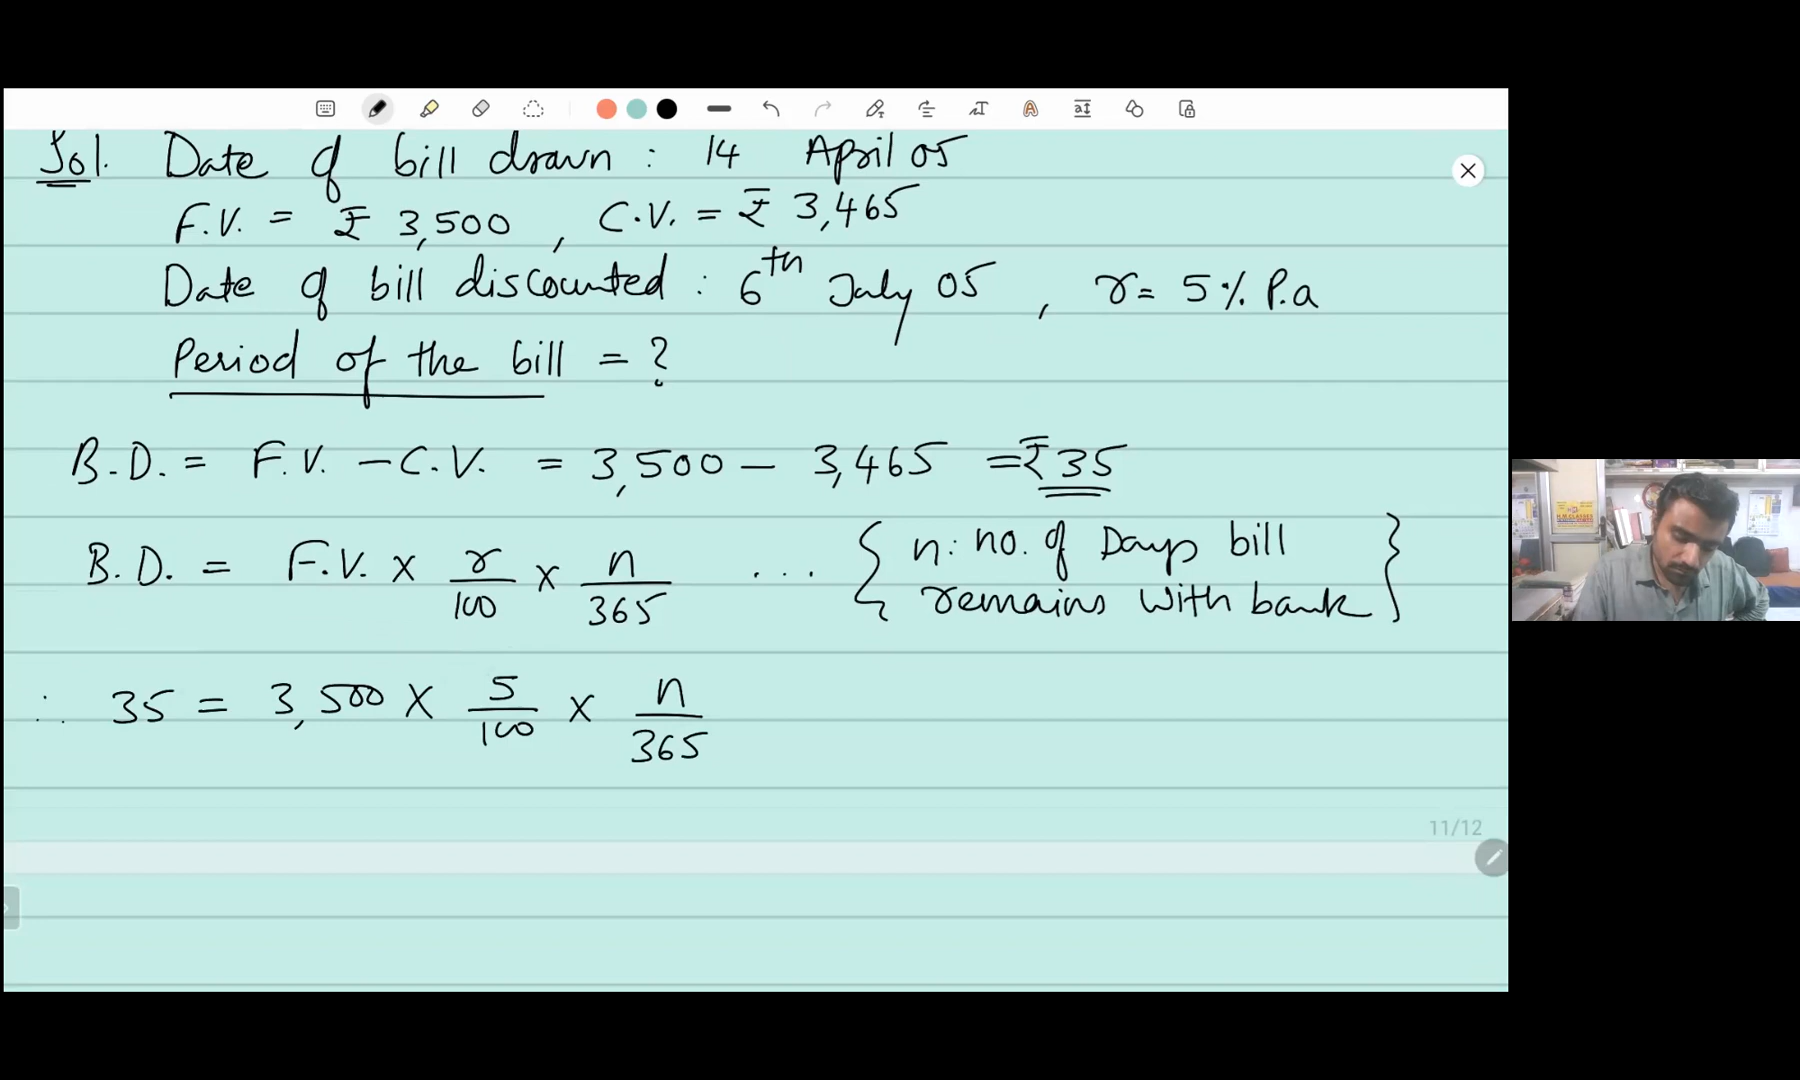 Sol. Date of bill drawn : 14 April 05
F.V. = ₹ 3,500 , C.V. = ₹ 3,465
Date of bill discounted : 6th July 05 , r = 5 % P.a
Period of the bill = ?
B.D. = F.V. - C.V. = 3,500 - 3,465 = ₹ 35
B.D. = F.V. × r/100 × n/365 ... { n : no. of Days bill
remains with bank }
∴ 35 = 3,500 × 5/100 × n/365
11/12